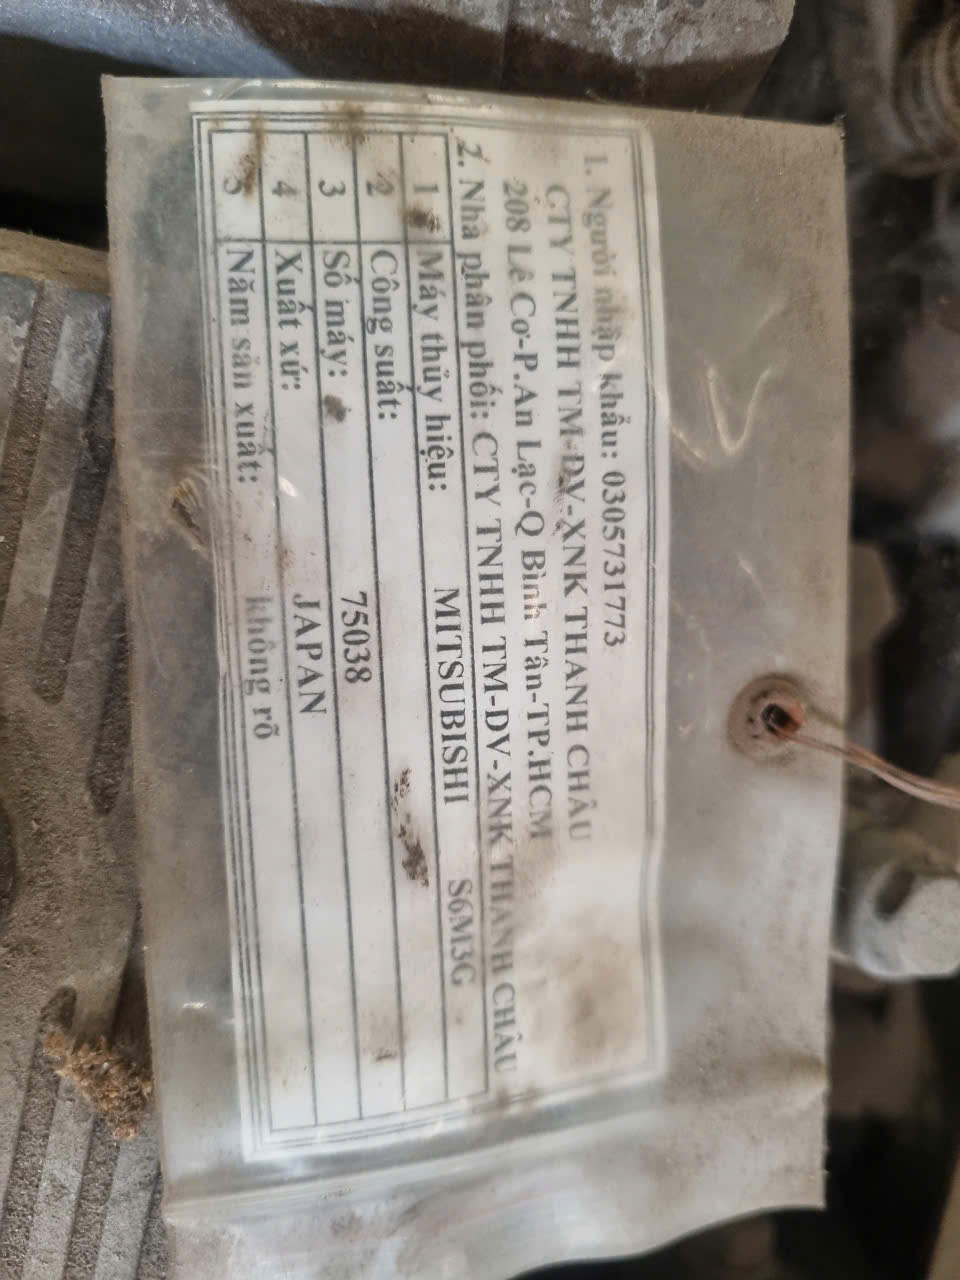 1. Người nhập khẩu: 0305731773
CTY TNHH TM-DV-XNK THANH CHÂU
208 Lê Cơ-P.An Lạc-Q Bình Tân-TP.HCM
2. Nhà phân phối: CTY TNHH TM-DV-XNK THANH CHÂU
1 Máy thủy hiệu: MITSUBISHI S6M3G
2 Công suất:
3 Số máy: 75038
4 Xuất xứ: JAPAN
5 Năm sản xuất: không rõ